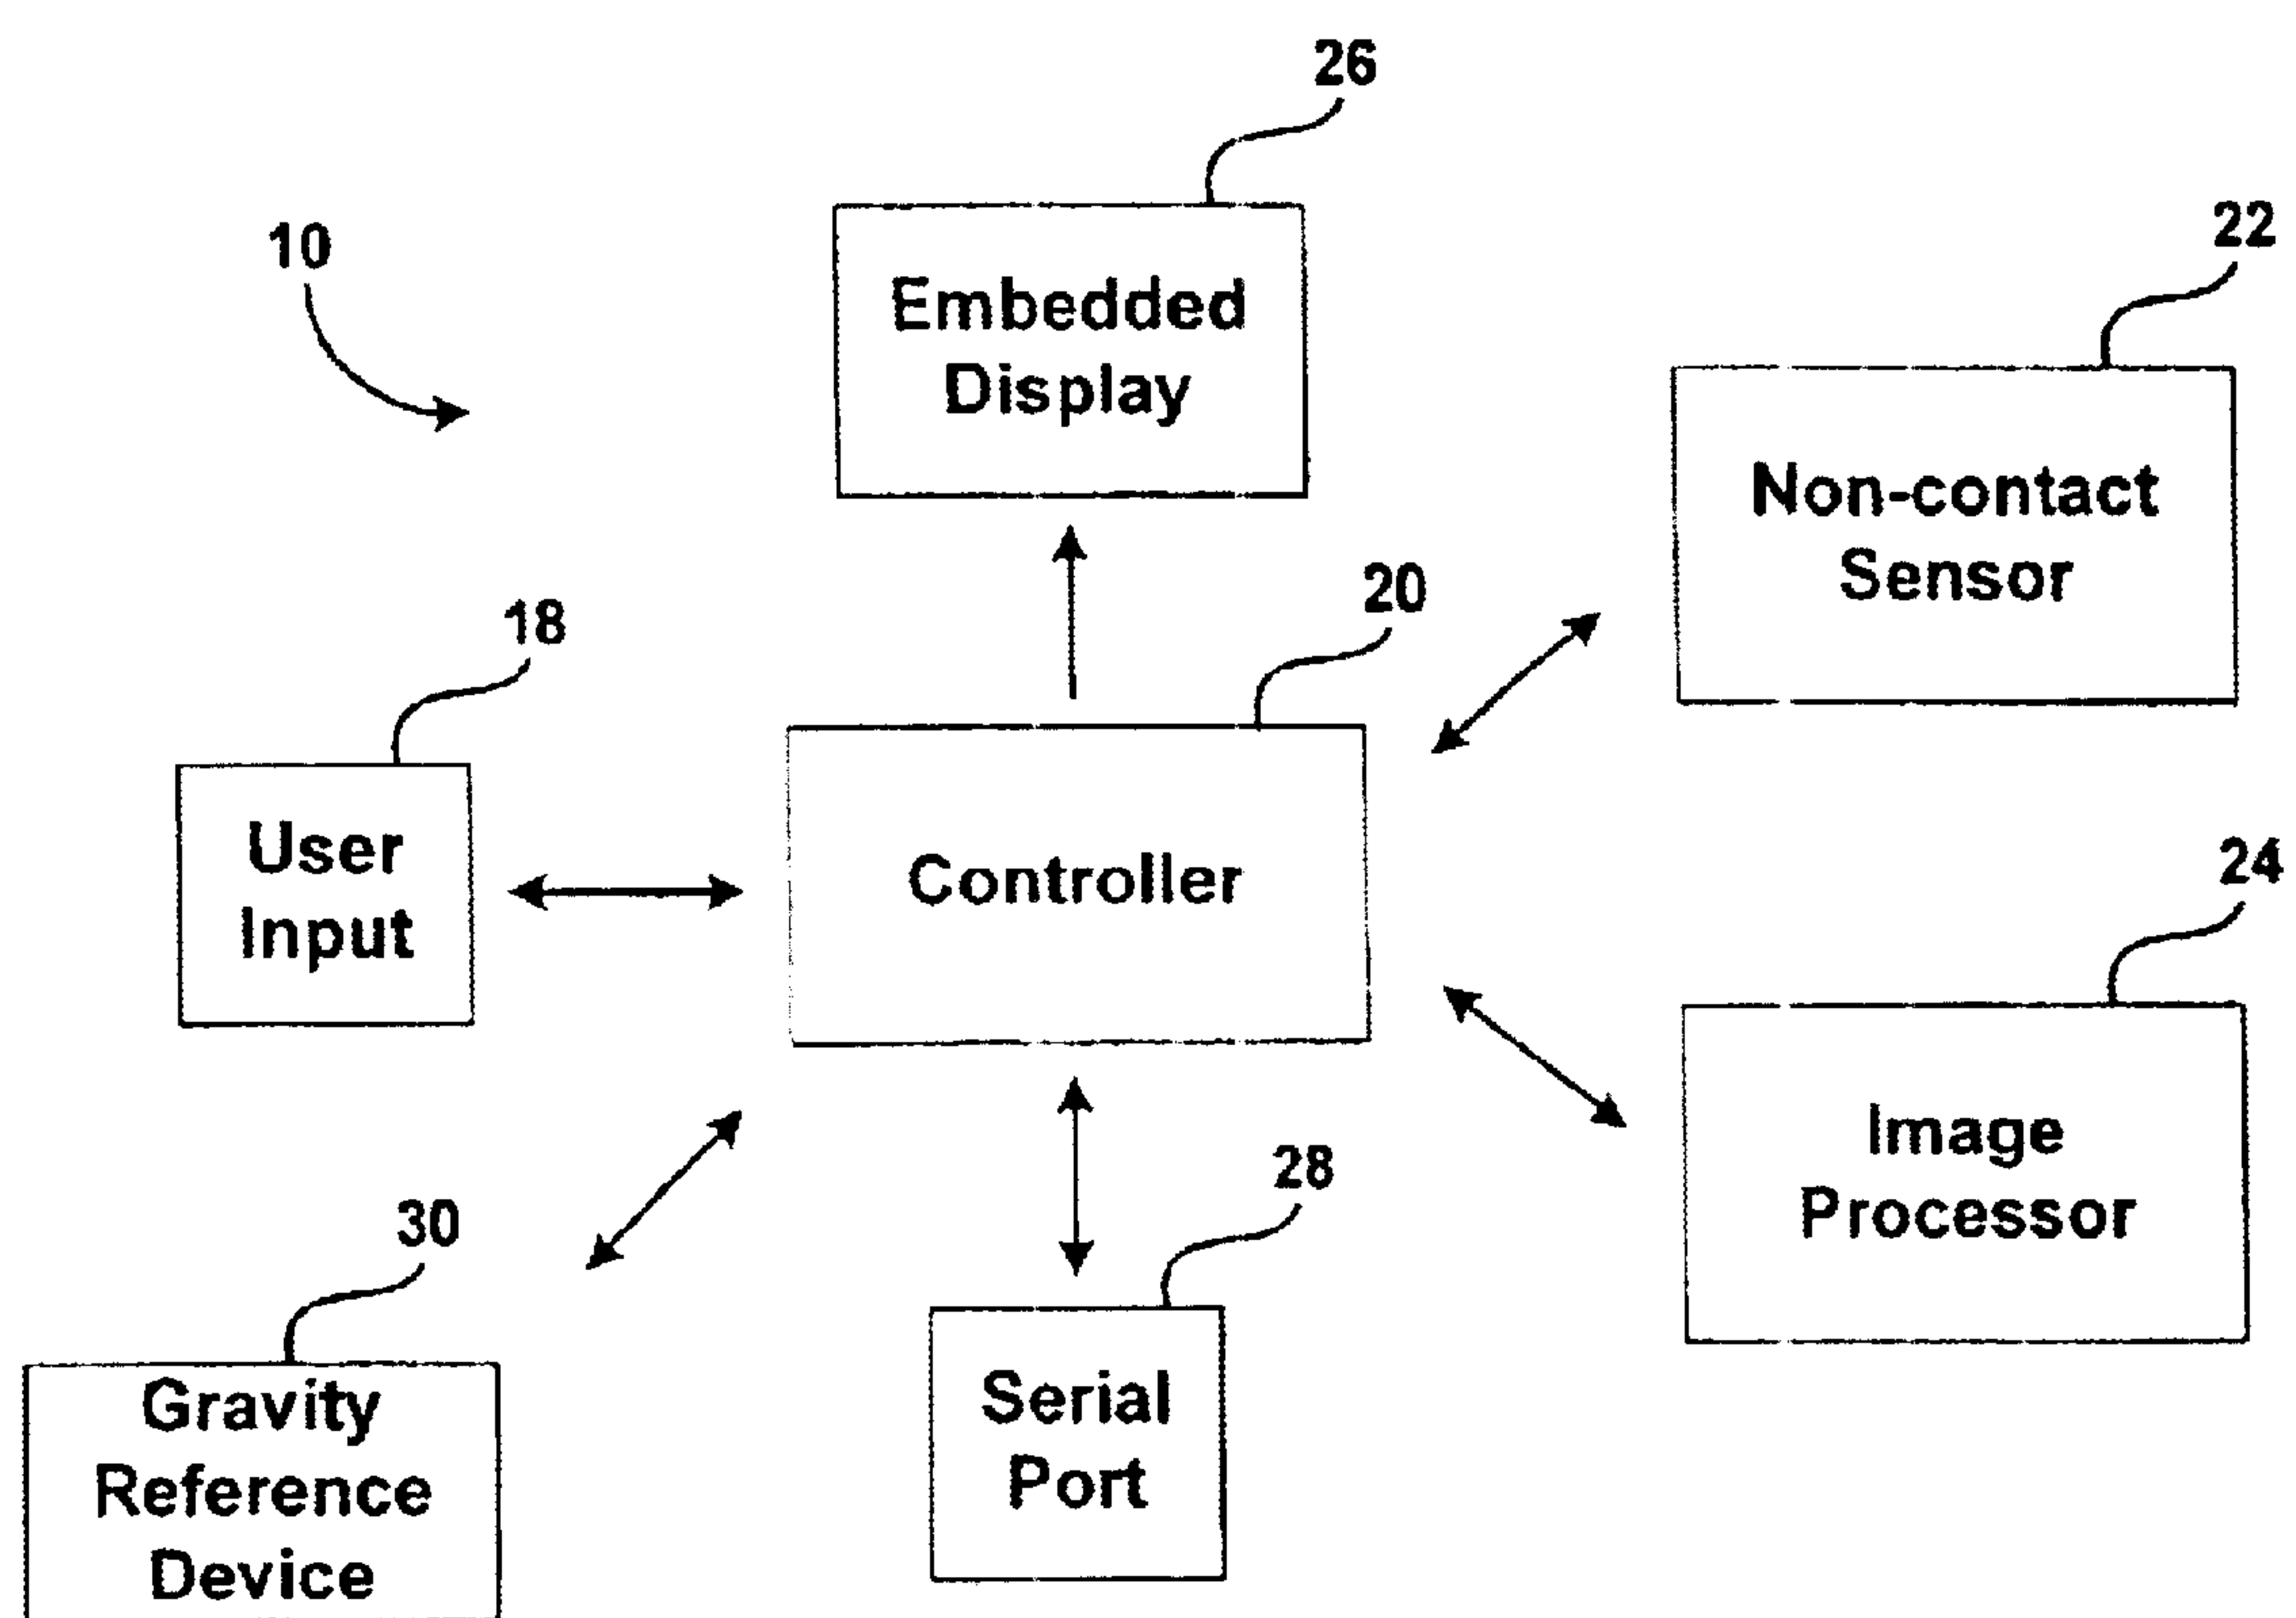 26
10
Embedded
Display
22
Non-contact
Sensor
20
18
User
Input
Controller
24
Image
Processor
28
Serial
Port
30
Gravity
Reference
Device